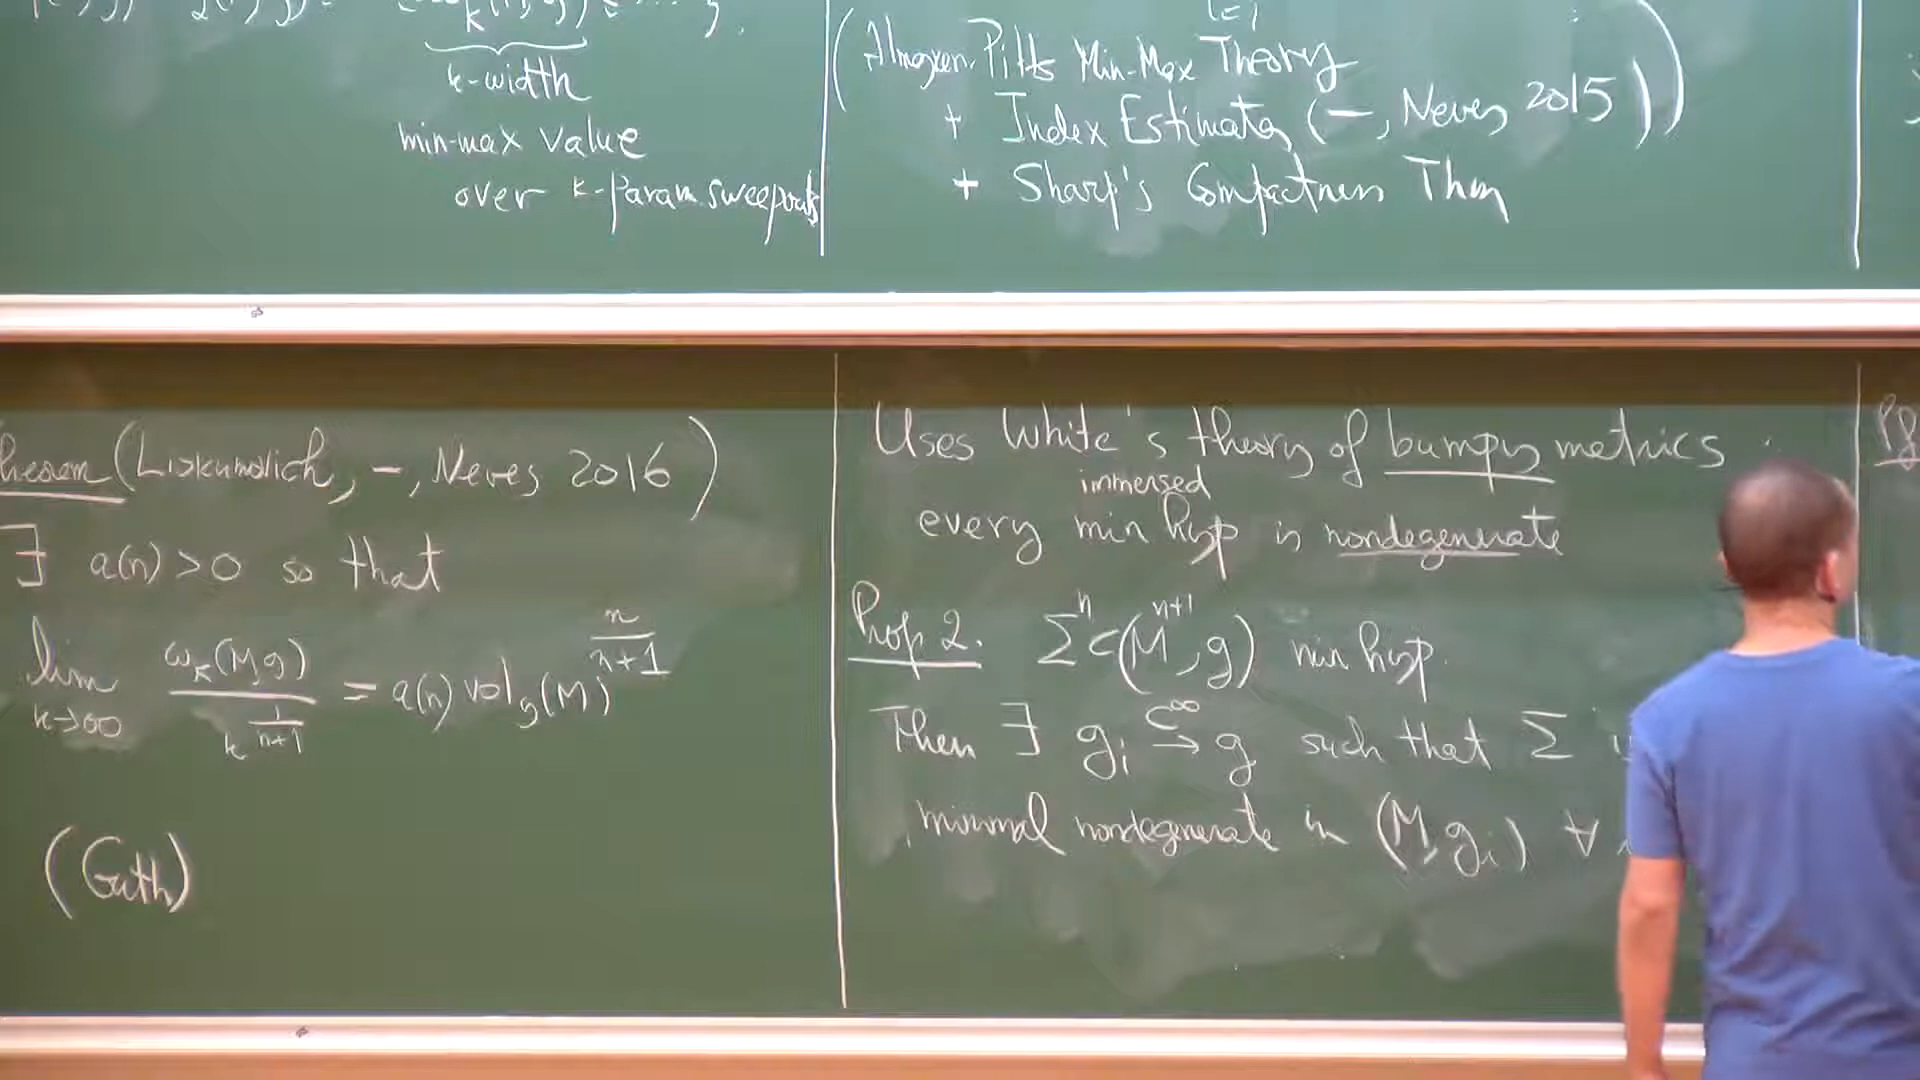 k-width
min-max value
over k-param. sweepouts
(Almgren-Pitts Min-Max Theory
+ Index Estimates (—, Neves 2015))
+ Sharp's Compactness Thm
Theorem (Liokumovich, —, Neves 2016)
∃ a(n) > 0 so that
lim_{k→∞} ω_k(M,g) / k^{1/(n+1)} = a(n) vol_g(M)^{n/(n+1)}
(Guth)
Uses White's theory of bumpy metrics:
immersed
every min hyp is nondegenerate
Prop 2. Σ^n ⊂ (M^{n+1}, g) min hyp.
Then ∃ g_i →^{C^∞} g such that Σ is
minimal nondegenerate in (M, g_i) ∀
Pf